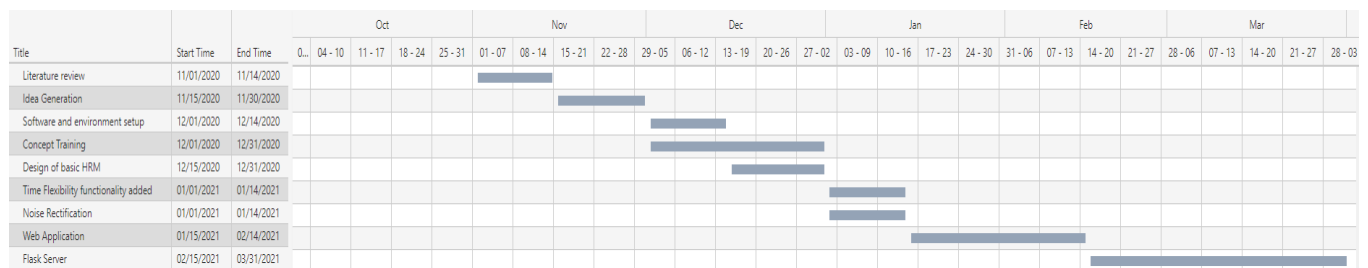 Oct Nov Dec Jan Feb Mar
Title Start Time End Time 0... 04 - 10 11 - 17 18 - 24 25 - 31 01 - 07 08 - 14 15 - 21 22 - 28 29 - 05 06 - 12 13 - 19 20 - 26 27 - 02 03 - 09 10 - 16 17 - 23 24 - 30 31 - 06 07 - 13 14 - 20 21 - 27 28 - 06 07 - 13 14 - 20 21 - 27 28 - 03
Literature review 11/01/2020 11/14/2020
Idea Generation 11/15/2020 11/30/2020
Software and environment setup 12/01/2020 12/14/2020
Concept Training 12/01/2020 12/31/2020
Design of basic HRM 12/15/2020 12/31/2020
Time Flexibility functionality added 01/01/2021 01/14/2021
Noise Rectification 01/01/2021 01/14/2021
Web Application 01/15/2021 02/14/2021
Flask Server 02/15/2021 03/31/2021